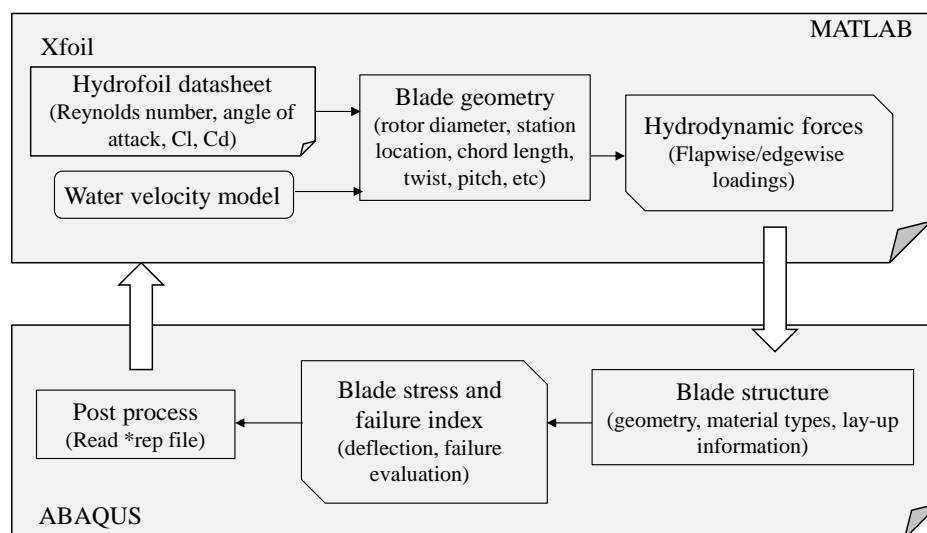 MATLAB
Xfoil
Hydrofoil datasheet
(Reynolds number, angle of
attack, Cl, Cd)
Water velocity model
Blade geometry
(rotor diameter, station
location, chord length,
twist, pitch, etc)
Hydrodynamic forces
(Flapwise/edgewise
loadings)
Blade structure
(geometry, material types, lay-up
information)
Blade stress and
failure index
(deflection, failure
evaluation)
Post process
(Read *rep file)
ABAQUS